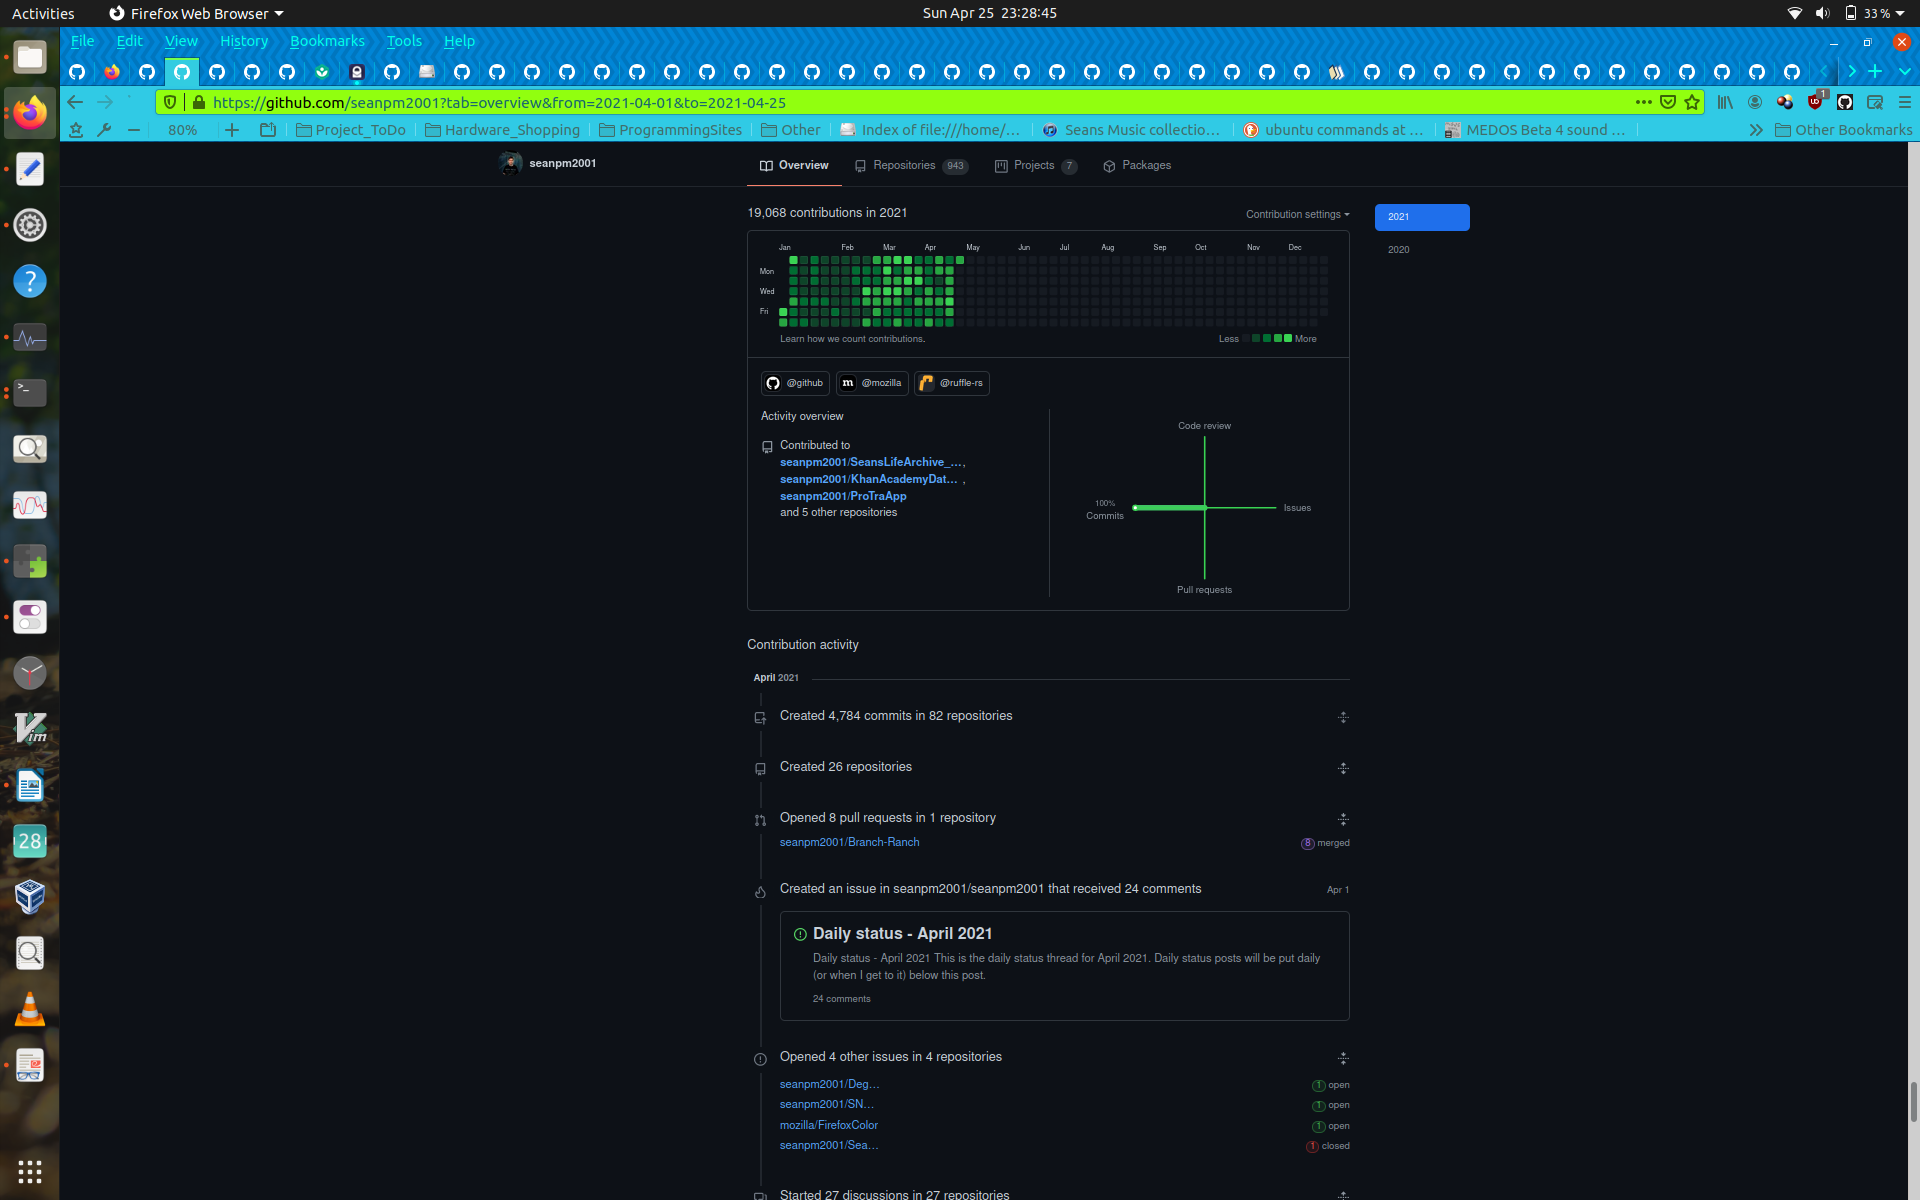 Activities
Firefox Web Browser
Sun Apr 25 23:28:45
33 %
File Edit View History Bookmarks Tools Help
https://github.com/seanpm2001?tab=overview&from=2021-04-01&to=2021-04-25
1
80%
Project_ToDo
Hardware_Shopping
ProgrammingSites
Other
Index of file:///home/…
Seans Music collectio…
ubuntu commands at …
MEDOS Beta 4 sound …
Other Bookmarks
seanpm2001
Overview
Repositories 943
Projects 7
Packages
19,068 contributions in 2021
Contribution settings
2021
2020
Jan Feb Mar Apr May Jun Jul Aug Sep Oct Nov Dec
Mon
Wed
Fri
Learn how we count contributions.
Less
More
@github
m @mozilla
@ruffle-rs
Activity overview
Contributed to
seanpm2001/SeansLifeArchive_…,
seanpm2001/KhanAcademyDat… ,
seanpm2001/ProTraApp
and 5 other repositories
Code review
100%
Commits
Issues
Pull requests
Contribution activity
April 2021
Created 4,784 commits in 82 repositories
Created 26 repositories
Opened 8 pull requests in 1 repository
seanpm2001/Branch-Ranch
8 merged
Created an issue in seanpm2001/seanpm2001 that received 24 comments
Apr 1
Daily status - April 2021
Daily status - April 2021 This is the daily status thread for April 2021. Daily status posts will be put daily
(or when I get to it) below this post.
24 comments
Opened 4 other issues in 4 repositories
seanpm2001/Deg…
1 open
seanpm2001/SN…
1 open
mozilla/FirefoxColor
1 open
seanpm2001/Sea…
1 closed
Started 27 discussions in 27 repositories
?
>_
Vim
28